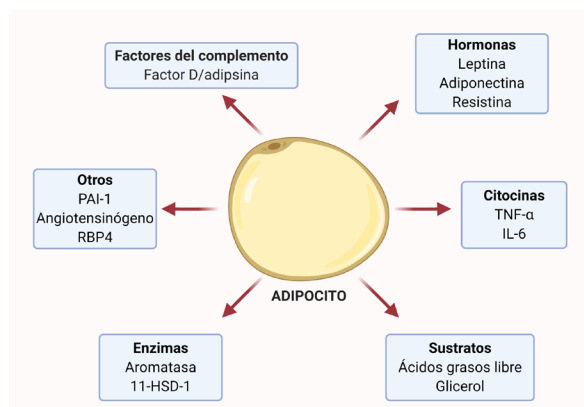 Factores del complemento
Factor D/adipsina
Hormonas
Leptina
Adiponectina
Resistina
Otros
PAI-1
Angiotensinógeno
RBP4
Citocinas
TNF-α
IL-6
ADIPOCITO
Enzimas
Aromatasa
11-HSD-1
Sustratos
Ácidos grasos libre
Glicerol